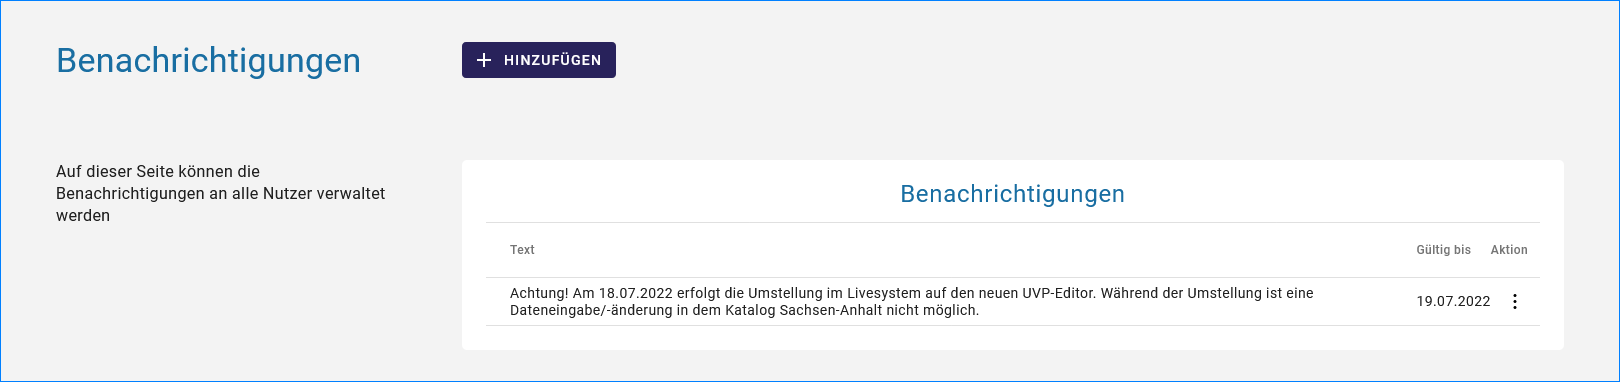 Benachrichtigungen
HINZUFÜGEN
Auf dieser Seite können die
Benachrichtigungen an alle Nutzer verwaltet
werden
Benachrichtigungen
Text Gültig bis Aktion
Achtung! Am 18.07.2022 erfolgt die Umstellung im Livesystem auf den neuen UVP-Editor. Während der Umstellung ist eine
Dateneingabe/-änderung in dem Katalog Sachsen-Anhalt nicht möglich.
19.07.2022